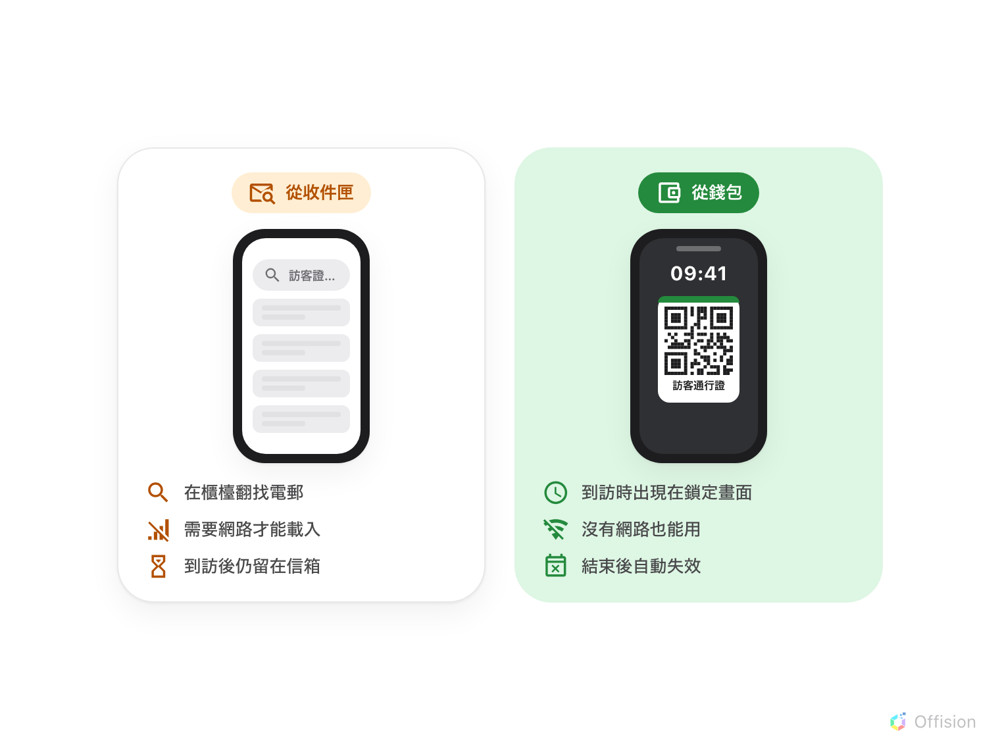 從收件匣
訪客證...
在櫃檯翻找電郵
需要網路才能載入
到訪後仍留在信箱
從錢包
09:41
訪客通行證
到訪時出現在鎖定畫面
沒有網路也能用
結束後自動失效
Offision